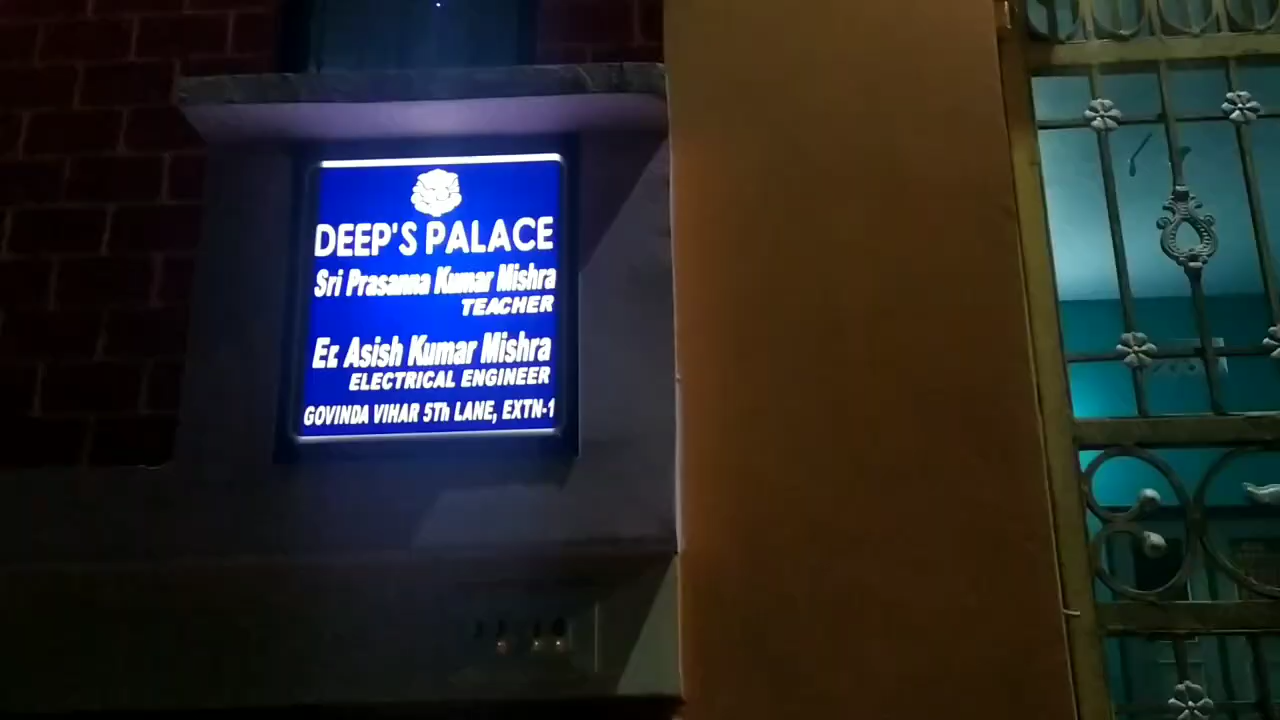 DEEP'S PALACE
Sri Prasanna Kumar Mishra
TEACHER
Er. Asish Kumar Mishra
ELECTRICAL ENGINEER
GOVINDA VIHAR 5Th LANE, EXTN-1